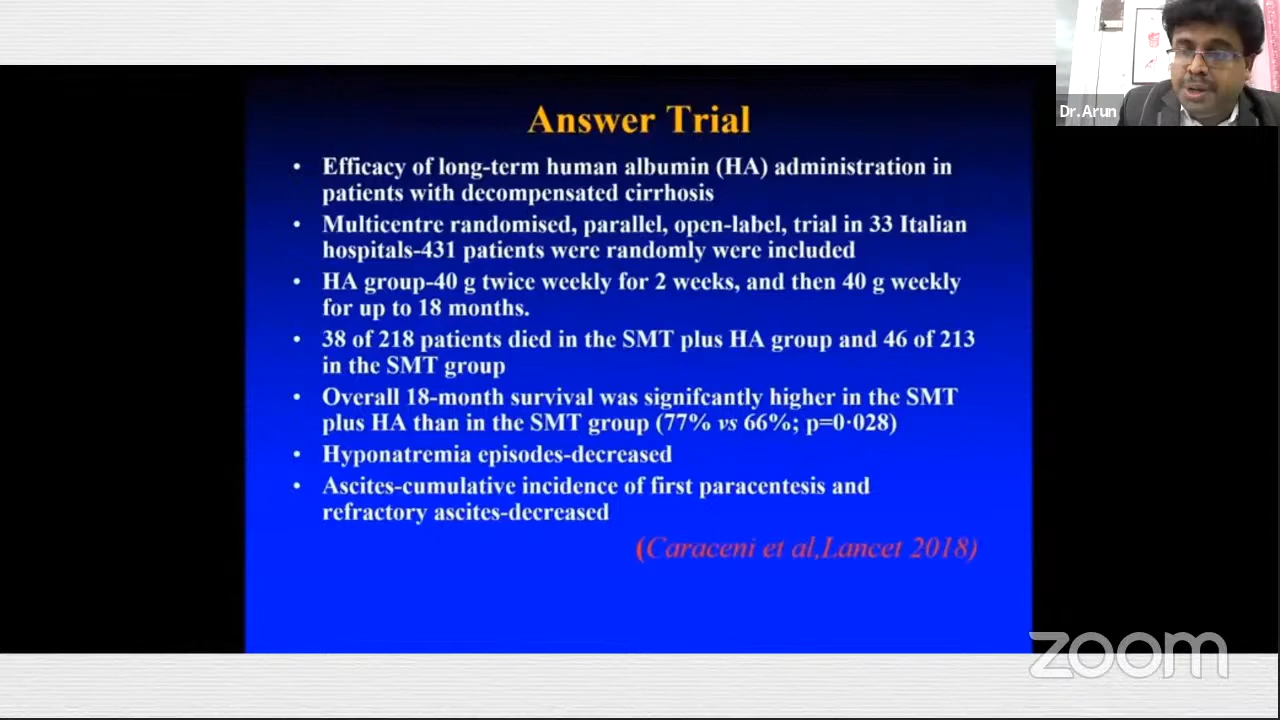 Dr.Arun
Answer Trial
• Efficacy of long-term human albumin (HA) administration in
patients with decompensated cirrhosis
• Multicentre randomised, parallel, open-label, trial in 33 Italian
hospitals-431 patients were randomly were included
• HA group-40 g twice weekly for 2 weeks, and then 40 g weekly
for up to 18 months.
• 38 of 218 patients died in the SMT plus HA group and 46 of 213
in the SMT group
• Overall 18-month survival was signifcantly higher in the SMT
plus HA than in the SMT group (77% vs 66%; p=0·028)
• Hyponatremia episodes-decreased
• Ascites-cumulative incidence of first paracentesis and
refractory ascites-decreased
(Caraceni et al,Lancet 2018)
zoom